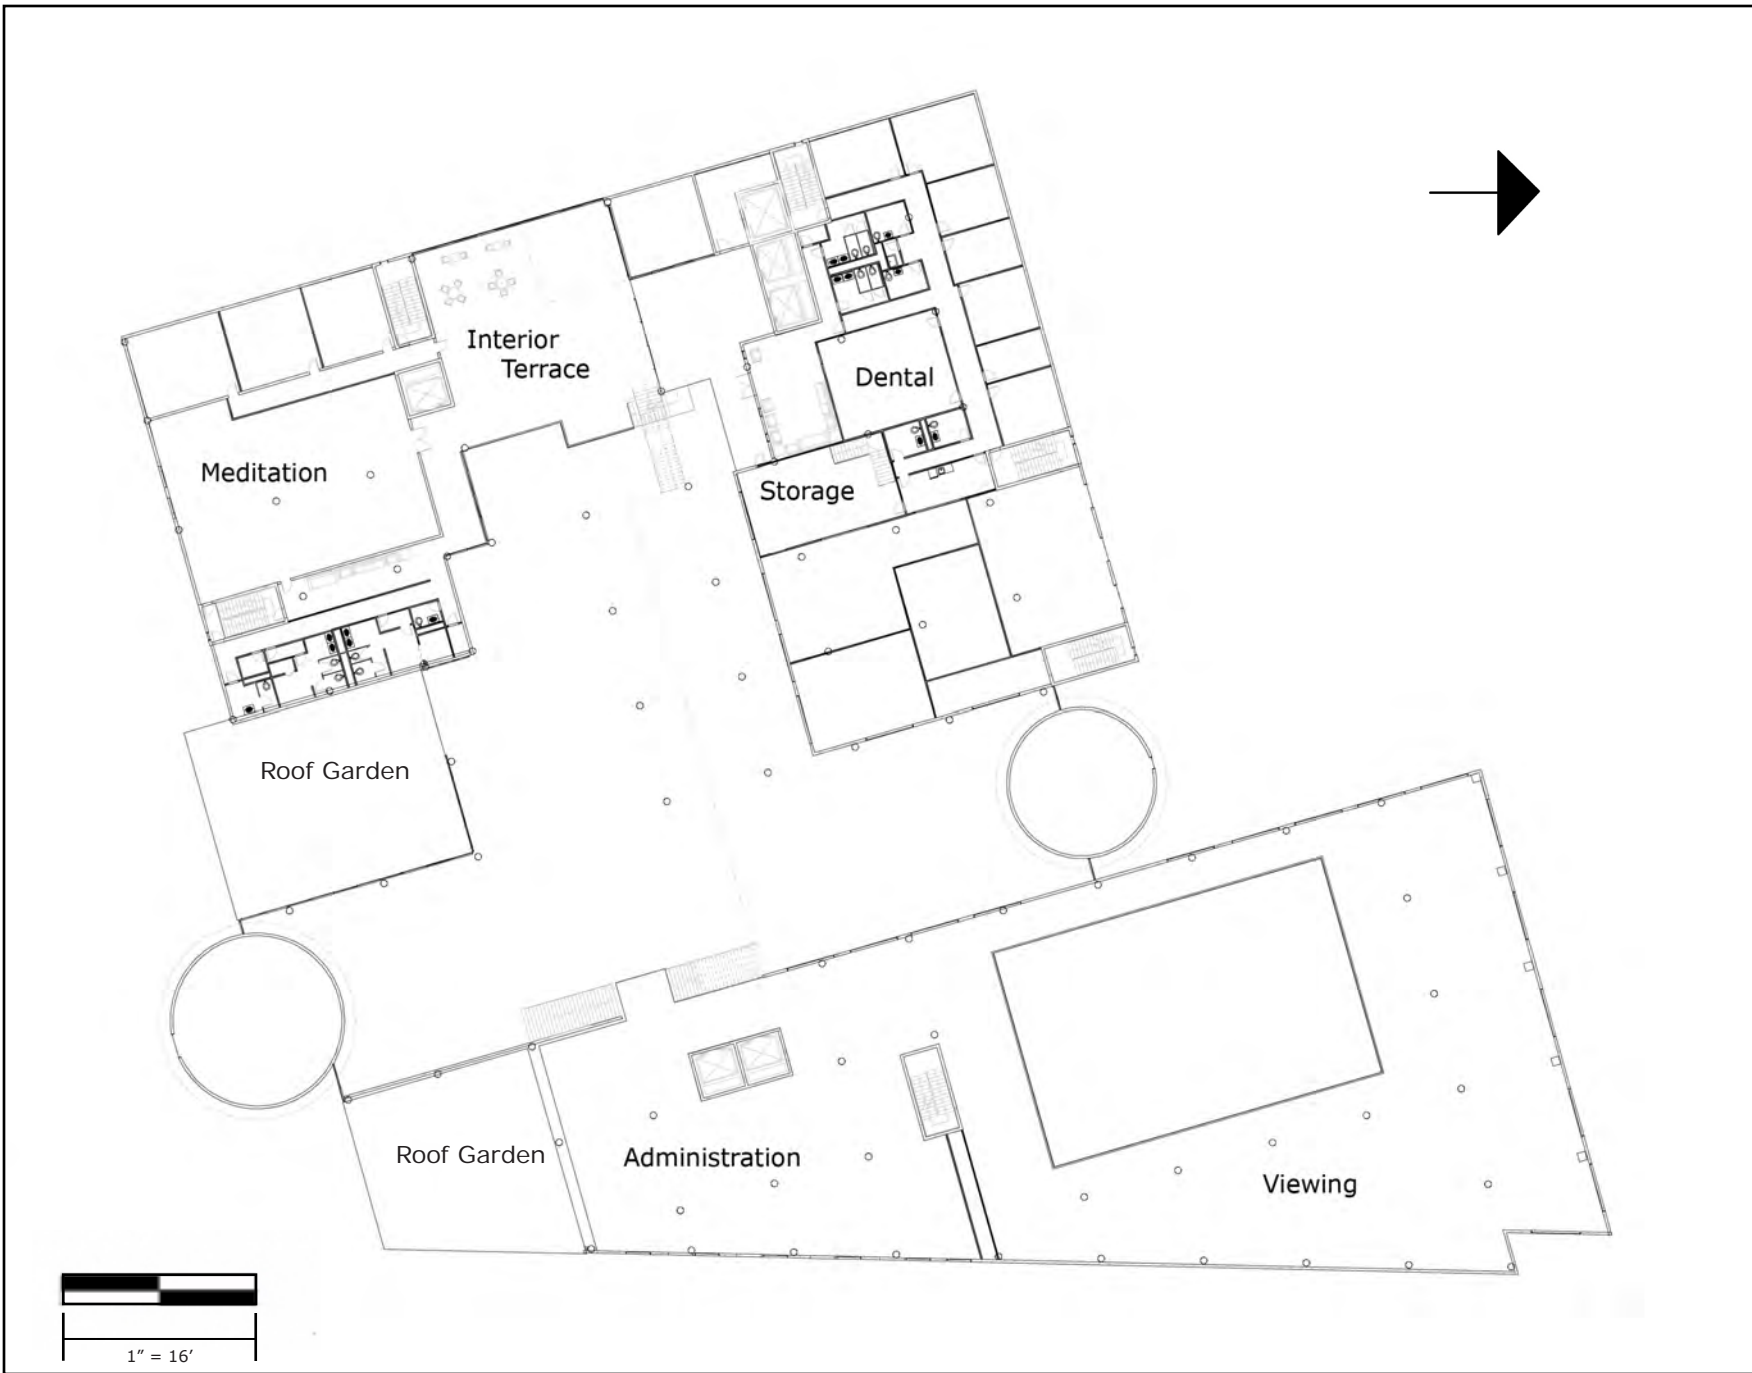 Interior
Terrace
Dental
Meditation
Storage
Roof Garden
Roof Garden
Administration
Viewing
1” = 16’